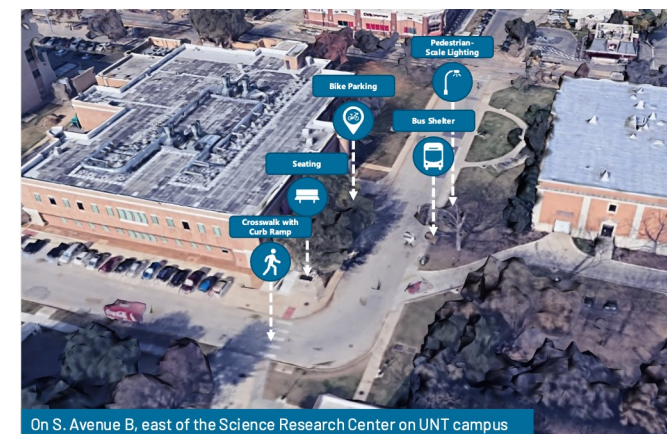 Pedestrian-
Scale Lighting
Bike Parking
Bus Shelter
Seating
Crosswalk with
Curb Ramp
On S. Avenue B, east of the Science Research Center on UNT campus